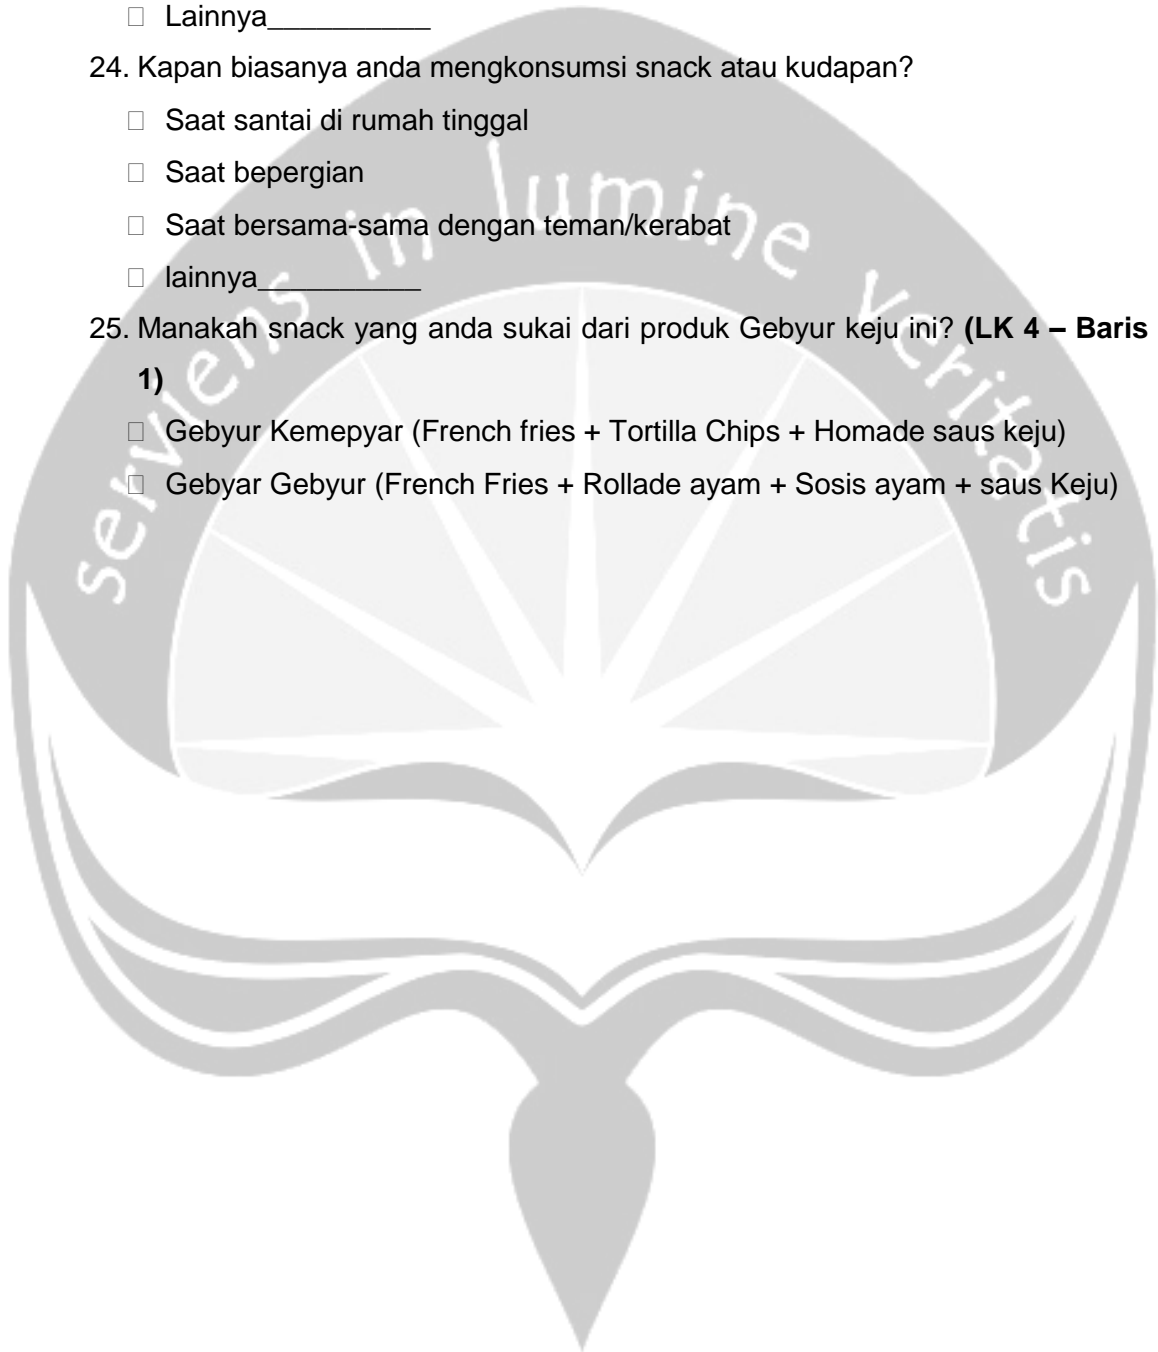 □ Lainnya__________
24. Kapan biasanya anda mengkonsumsi snack atau kudapan?
□ Saat santai di rumah tinggal
□ Saat bepergian
□ Saat bersama-sama dengan teman/kerabat
□ lainnya__________
25. Manakah snack yang anda sukai dari produk Gebyur keju ini? (LK 4 – Baris
1)
□ Gebyur Kemepyar (French fries + Tortilla Chips + Homade saus keju)
□ Gebyar Gebyur (French Fries + Rollade ayam + Sosis ayam + saus Keju)
serviens in lumine veritatis